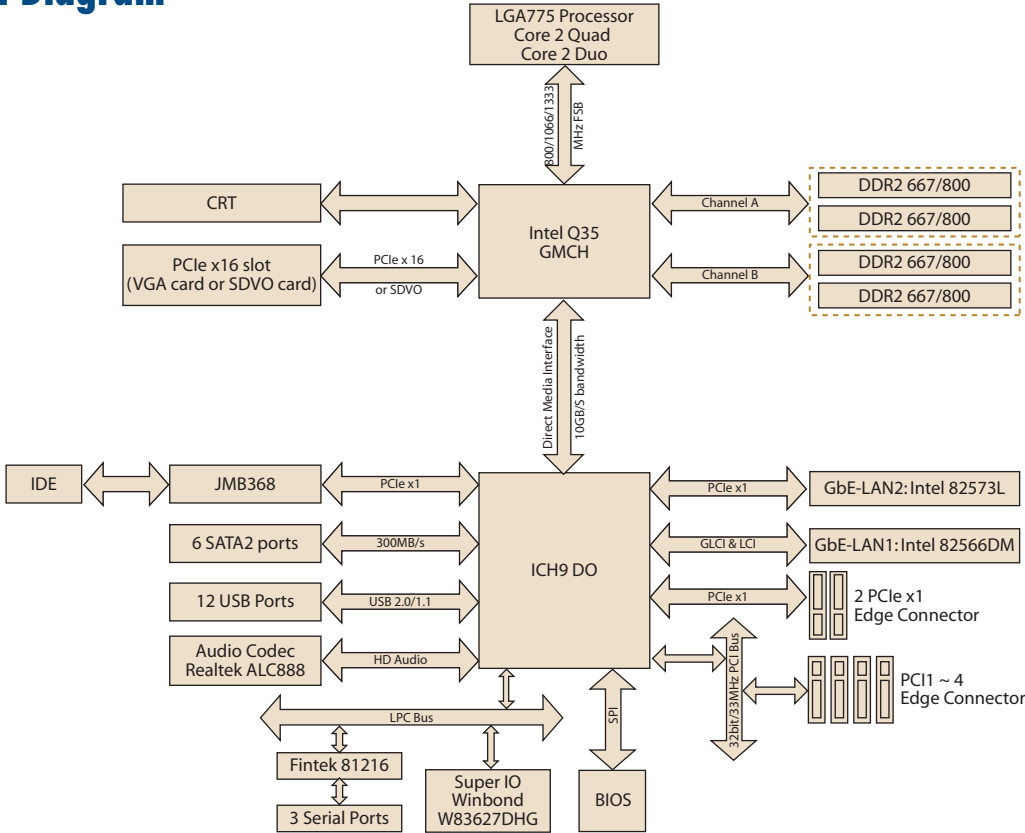 Diagram
LGA775 Processor
Core 2 Quad
Core 2 Duo
800/1066/1333
MHz FSB
CRT
PCIe x16 slot
(VGA card or SDVO card)
PCIe x 16
or SDVO
Intel Q35
GMCH
Channel A
Channel B
DDR2 667/800
DDR2 667/800
DDR2 667/800
DDR2 667/800
Direct Media Interface
10GB/S bandwidth
IDE
JMB368
PCIe x1
6 SATA2 ports
300MB/s
12 USB Ports
USB 2.0/1.1
Audio Codec
Realtek ALC888
HD Audio
ICH9 DO
PCIe x1
GbE-LAN2: Intel 82573L
GLCI & LCI
GbE-LAN1: Intel 82566DM
PCIe x1
2 PCIe x1
Edge Connector
32bit/33MHz PCI Bus
PCI1 ~ 4
Edge Connector
LPC Bus
SPI
Fintek 81216
3 Serial Ports
Super IO
Winbond
W83627DHG
BIOS